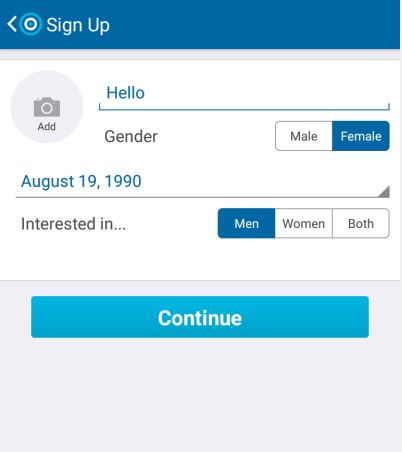 Sign Up
Hello
Add
Gender Male Female
August 19, 1990
Interested in... Men Women Both
Continue